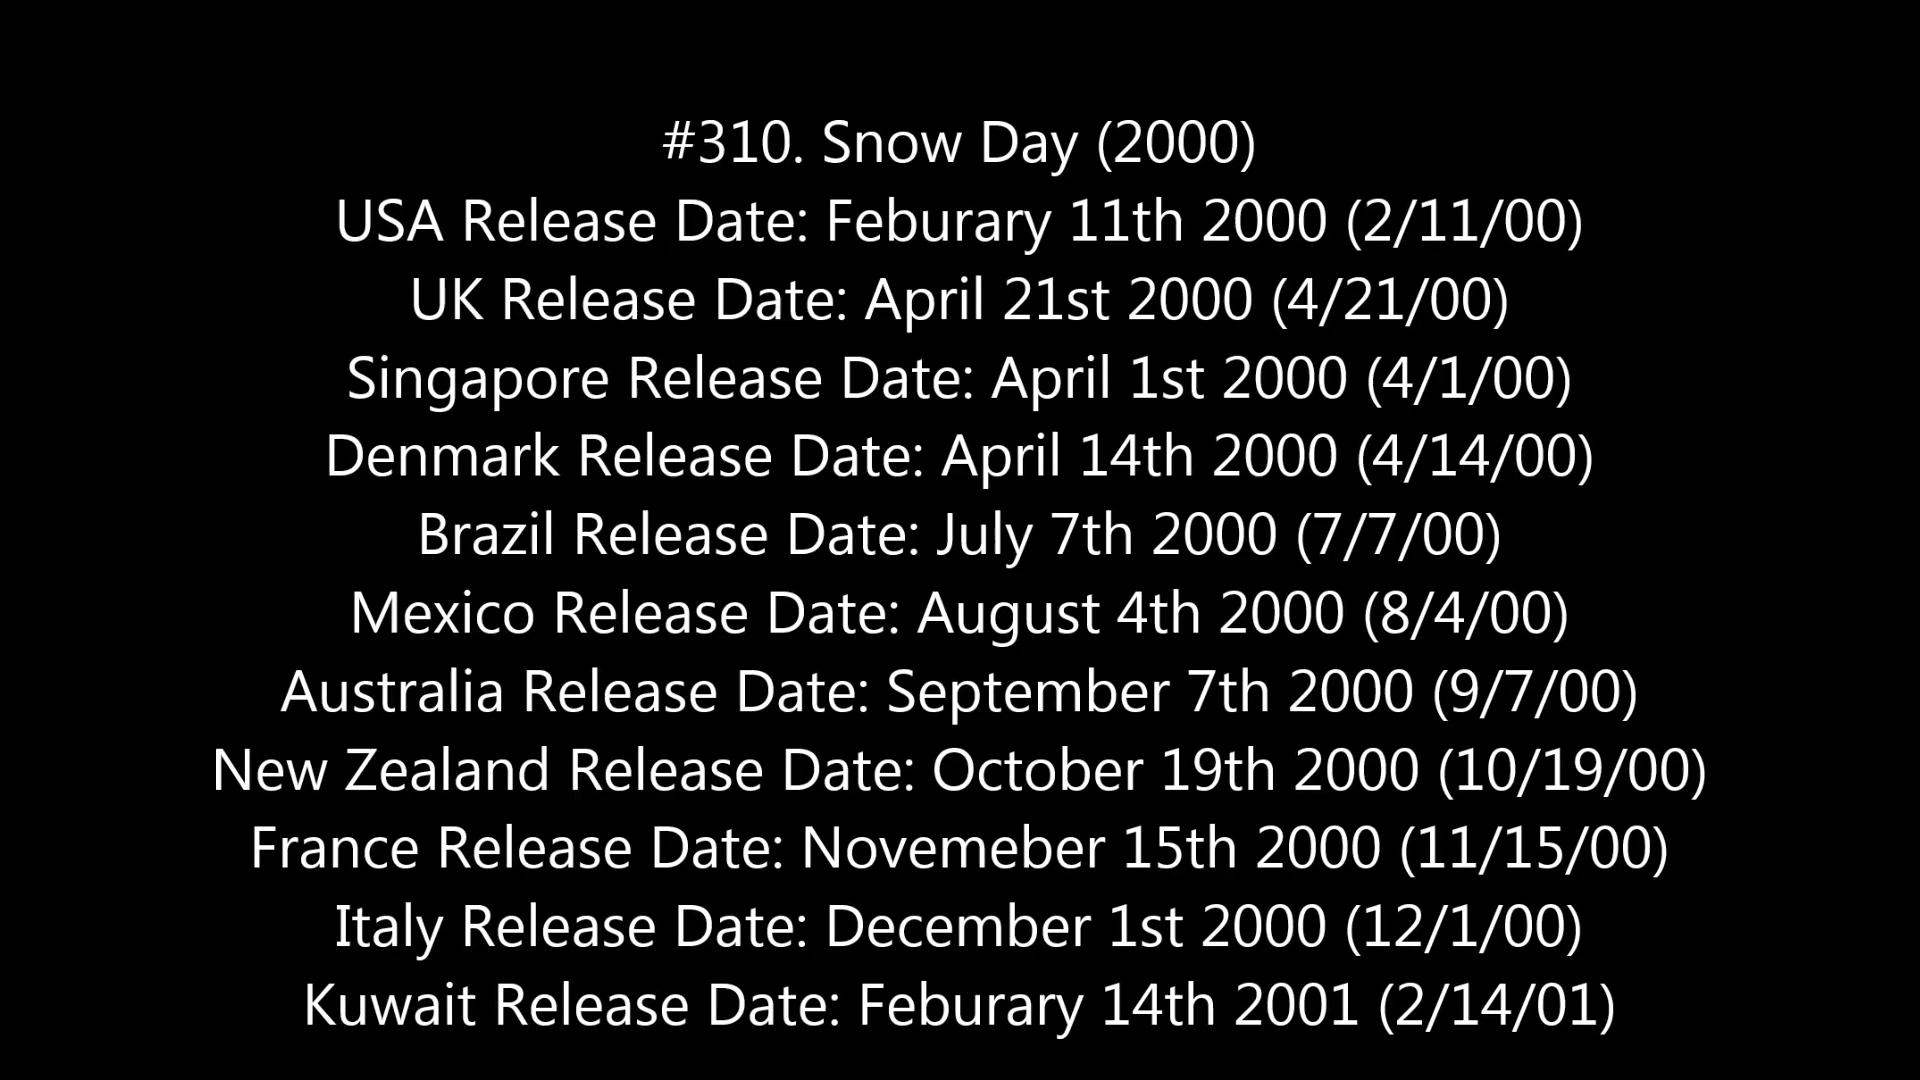 #310. Snow Day (2000)
USA Release Date: Feburary 11th 2000 (2/11/00)
UK Release Date: April 21st 2000 (4/21/00)
Singapore Release Date: April 1st 2000 (4/1/00)
Denmark Release Date: April 14th 2000 (4/14/00)
Brazil Release Date: July 7th 2000 (7/7/00)
Mexico Release Date: August 4th 2000 (8/4/00)
Australia Release Date: September 7th 2000 (9/7/00)
New Zealand Release Date: October 19th 2000 (10/19/00)
France Release Date: Novemeber 15th 2000 (11/15/00)
Italy Release Date: December 1st 2000 (12/1/00)
Kuwait Release Date: Feburary 14th 2001 (2/14/01)